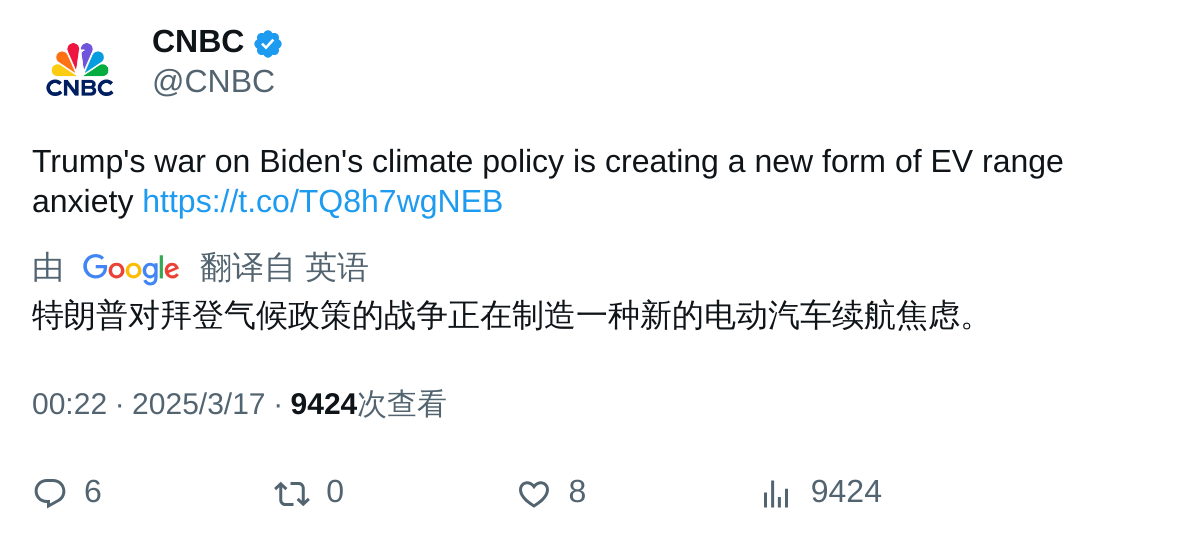 CNBC
CNBC
@CNBC
Trump's war on Biden's climate policy is creating a new form of EV range
anxiety https://t.co/TQ8h7wgNEB
由 Google 翻译自 英语
特朗普对拜登气候政策的战争正在制造一种新的电动汽车续航焦虑。
00:22 · 2025/3/17 · 9424次查看
6 0 8 9424